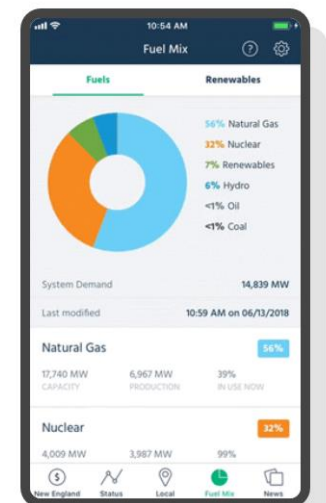 10:54 AM
Fuel Mix
?
Fuels Renewables
56% Natural Gas
32% Nuclear
7% Renewables
6% Hydro
<1% Oil
<1% Coal
System Demand 14,839 MW
Last modified 10:59 AM on 06/13/2018
Natural Gas 56%
17,740 MW 6,967 MW 39%
CAPACITY PRODUCTION IN USE NOW
Nuclear 32%
4,009 MW 3,987 MW 99%
$
New England Status Local Fuel Mix News